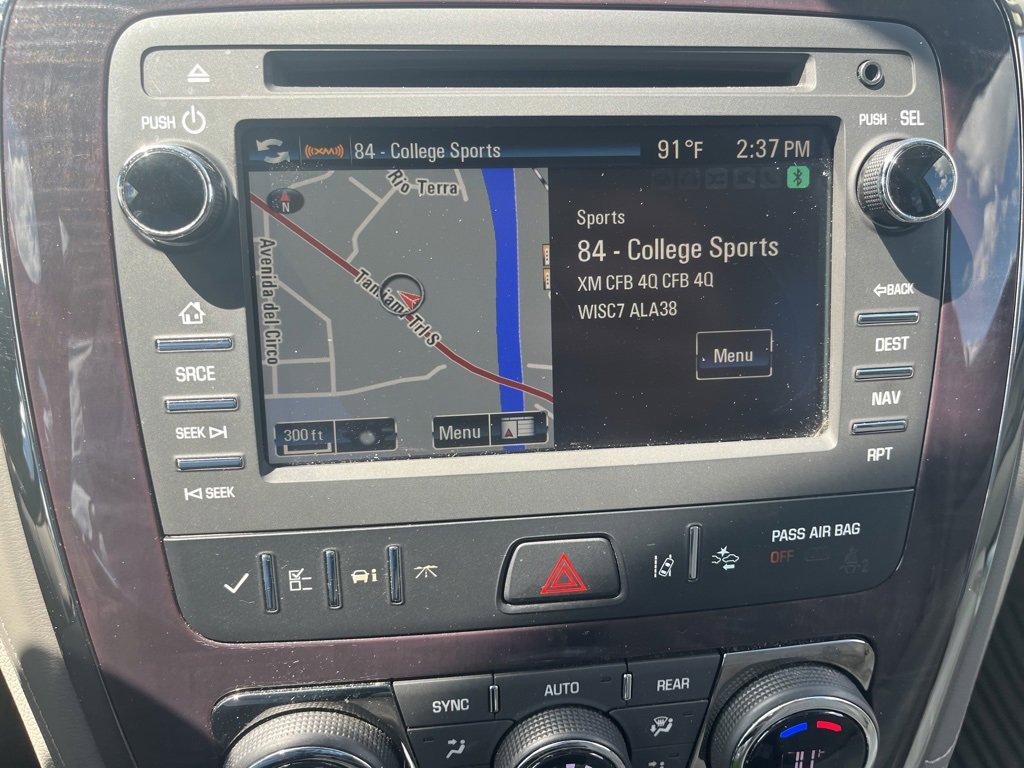 PUSH
PUSH SEL
((XM)) 84 - College Sports 91°F 2:37 PM
Rio Terra
N
Avenida del Circo
Tamiami Trl S
300 ft
Menu
Sports
84 - College Sports
XM CFB 4Q CFB 4Q
WISC7 ALA38
Menu
SRCE
SEEK
SEEK
BACK
DEST
NAV
RPT
PASS AIR BAG
OFF
SYNC
AUTO
REAR